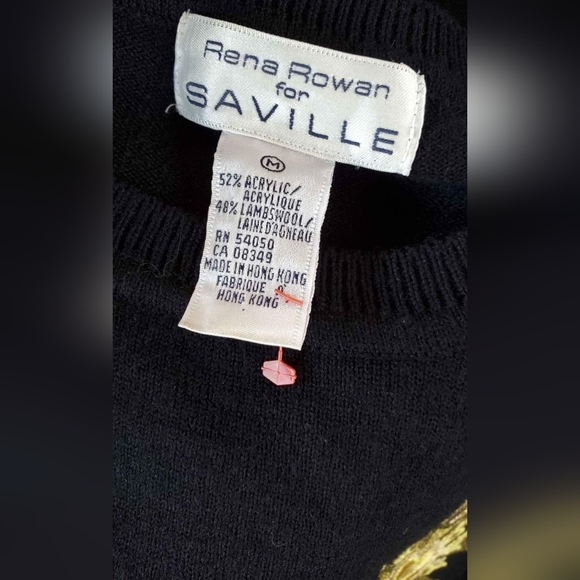 Rena Rowan
for
SAVILLE
M
52% ACRYLIC/
ACRYLIQUE
48% LAMBSWOOL/
LAINED'AGNEAU
RN 54050
CA 08349
MADE IN HONG KONG
FABRIQUE
HONG KONG